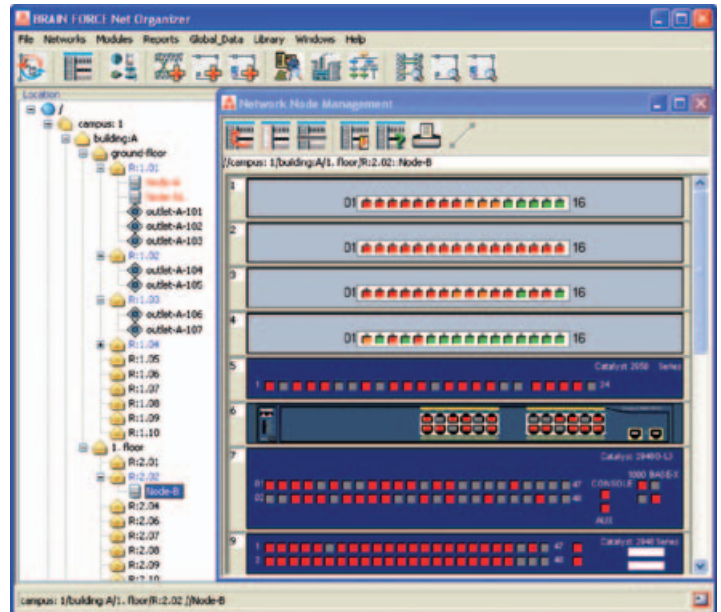 BRAIN FORCE Net Organizer
File Networks Modules Reports Global_Data Library Windows Help
Location
/
campus: 1
building:A
ground-floor
R:1.01
outlet-A-101
outlet-A-102
outlet-A-103
R:1.02
outlet-A-104
outlet-A-105
R:1.03
outlet-A-106
outlet-A-107
R:1.04
R:1.05
R:1.06
R:1.07
R:1.08
R:1.09
R:1.10
1. floor
R:2.01
R:2.02
Node-B
R:2.04
R:2.06
R:2.07
R:2.08
R:2.09
R:2.10
Network Node Management
//campus: 1/building:A/1. floor/R:2.02::Node-B
1
01 16
2
01 16
3
01 16
4
01 16
5
Catalyst 2950 Series
1 24
6
7
Catalyst 2948G-L3
1000 BASE-X
01 47 CONSOLE
02 48
AUX
9
Catalyst 2948 Series
1 47
2 48
campus: 1/building:A/1. floor/R:2.02 //Node-B